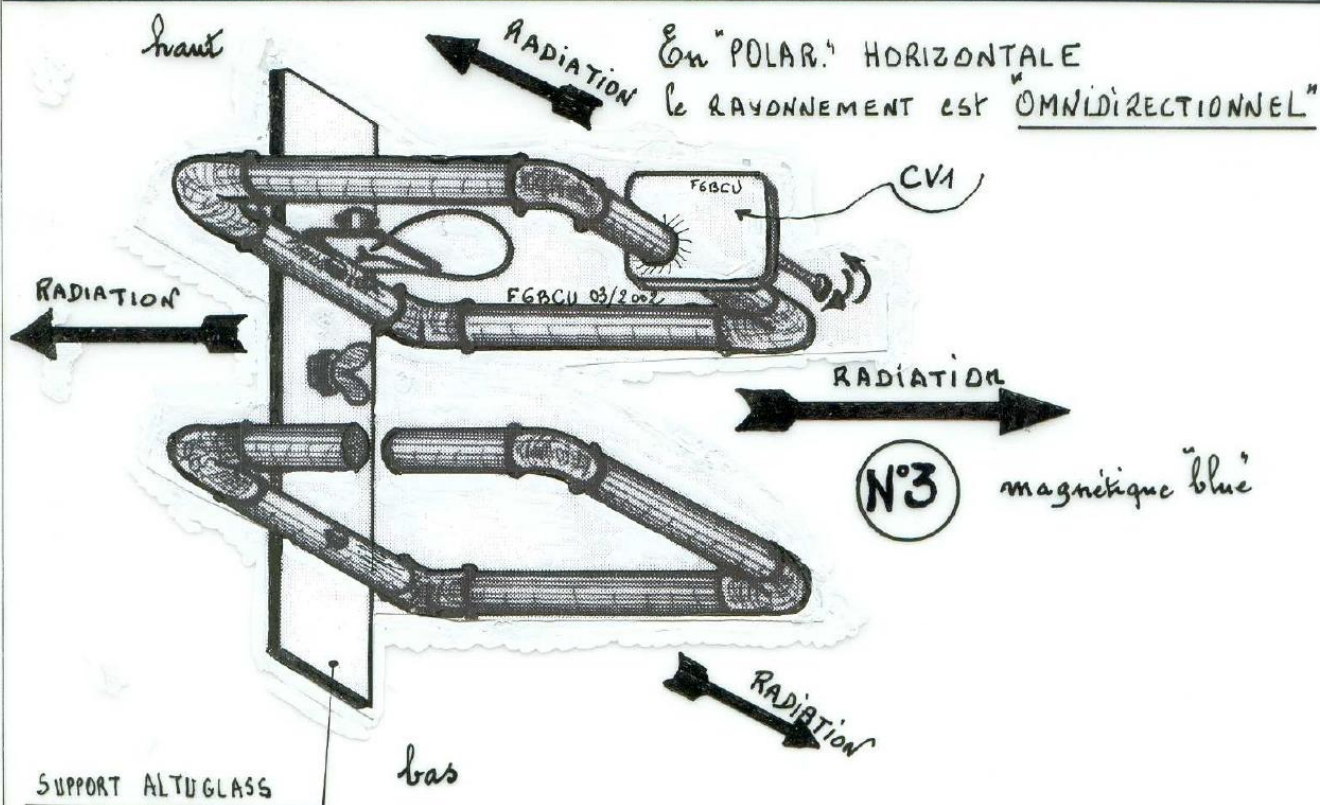 haut
RADIATION
En "POLAR." HORIZONTALE
le RAYONNEMENT est "OMNIDIRECTIONNEL"
F6BCU
CV1
RADIATION
F6BCU 03/2002
RADIATION
N°3
magnétique "blue"
RADIATION
bas
SUPPORT ALTUGLASS